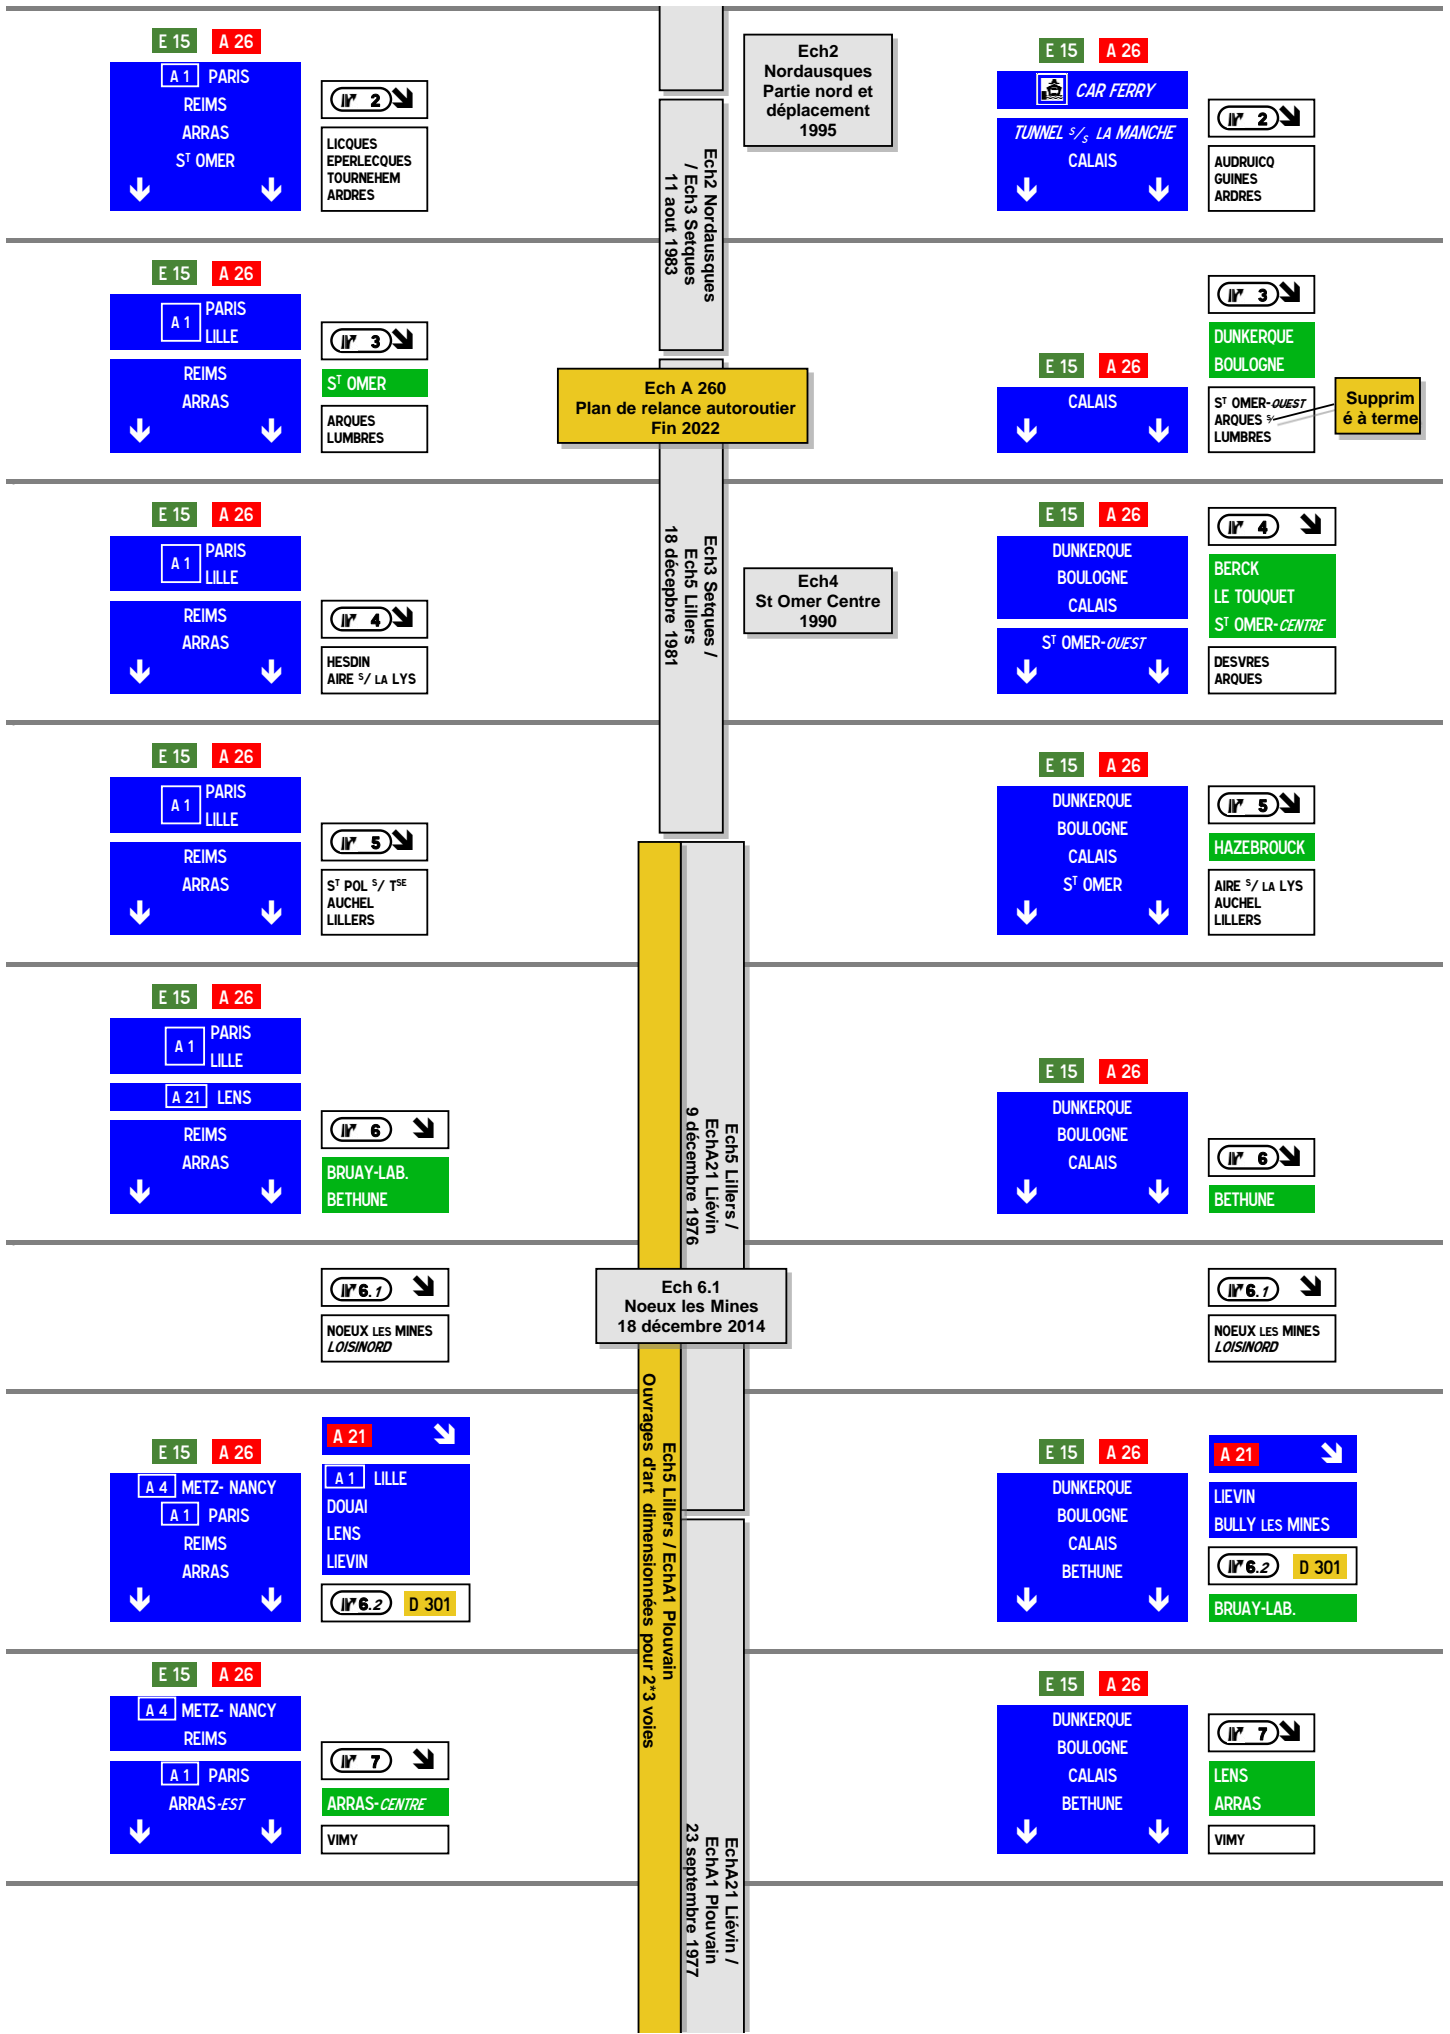 E 15 A 26
A 1 PARIS
REIMS
ARRAS
Sᵀ OMER
2
LICQUES
EPERLECQUES
TOURNEHEM
ARDRES
Ech2
Nordausques
Partie nord et
déplacement
1995
E 15 A 26
CAR FERRY
TUNNEL S/S LA MANCHE
CALAIS
2
AUDRUICQ
GUINES
ARDRES
Ech2 Nordausques
/ Ech3 Setques
11 aout 1983
E 15 A 26
A 1 PARIS
LILLE
REIMS
ARRAS
3
Sᵀ OMER
ARQUES
LUMBRES
Ech A 260
Plan de relance autoroutier
Fin 2022
E 15 A 26
CALAIS
3
DUNKERQUE
BOULOGNE
Sᵀ OMER-OUEST
ARQUES S/
LUMBRES
Supprim
é à terme
E 15 A 26
A 1 PARIS
LILLE
REIMS
ARRAS
4
HESDIN
AIRE S/ LA LYS
Ech3 Setques /
Ech5 Lillers
18 décepbre 1981
Ech4
St Omer Centre
1990
E 15 A 26
DUNKERQUE
BOULOGNE
CALAIS
Sᵀ OMER-OUEST
4
BERCK
LE TOUQUET
Sᵀ OMER-CENTRE
DESVRES
ARQUES
E 15 A 26
A 1 PARIS
LILLE
REIMS
ARRAS
5
Sᵀ POL S/ TSE
AUCHEL
LILLERS
E 15 A 26
DUNKERQUE
BOULOGNE
CALAIS
Sᵀ OMER
5
HAZEBROUCK
AIRE S/ LA LYS
AUCHEL
LILLERS
E 15 A 26
A 1 PARIS
LILLE
A 21 LENS
REIMS
ARRAS
6
BRUAY-LAB.
BETHUNE
Ech5 Lillers /
EchA21 Liévin
9 décembre 1976
E 15 A 26
DUNKERQUE
BOULOGNE
CALAIS
6
BETHUNE
6.1
NOEUX LES MINES
LOISINORD
Ech 6.1
Noeux les Mines
18 décembre 2014
6.1
NOEUX LES MINES
LOISINORD
E 15 A 26
A 4 METZ- NANCY
A 1 PARIS
REIMS
ARRAS
A 21
A 1 LILLE
DOUAI
LENS
LIEVIN
6.2 D 301
Ech5 Lillers / EchA1 Plouvain
Ouvrages d'art dimensionnées pour 2*3 voies
E 15 A 26
DUNKERQUE
BOULOGNE
CALAIS
BETHUNE
A 21
LIEVIN
BULLY LES MINES
6.2 D 301
BRUAY-LAB.
E 15 A 26
A 4 METZ- NANCY
REIMS
A 1 PARIS
ARRAS-EST
7
ARRAS-CENTRE
VIMY
EchA21 Liévin /
EchA1 Plouvain
23 septembre 1977
E 15 A 26
DUNKERQUE
BOULOGNE
CALAIS
BETHUNE
7
LENS
ARRAS
VIMY